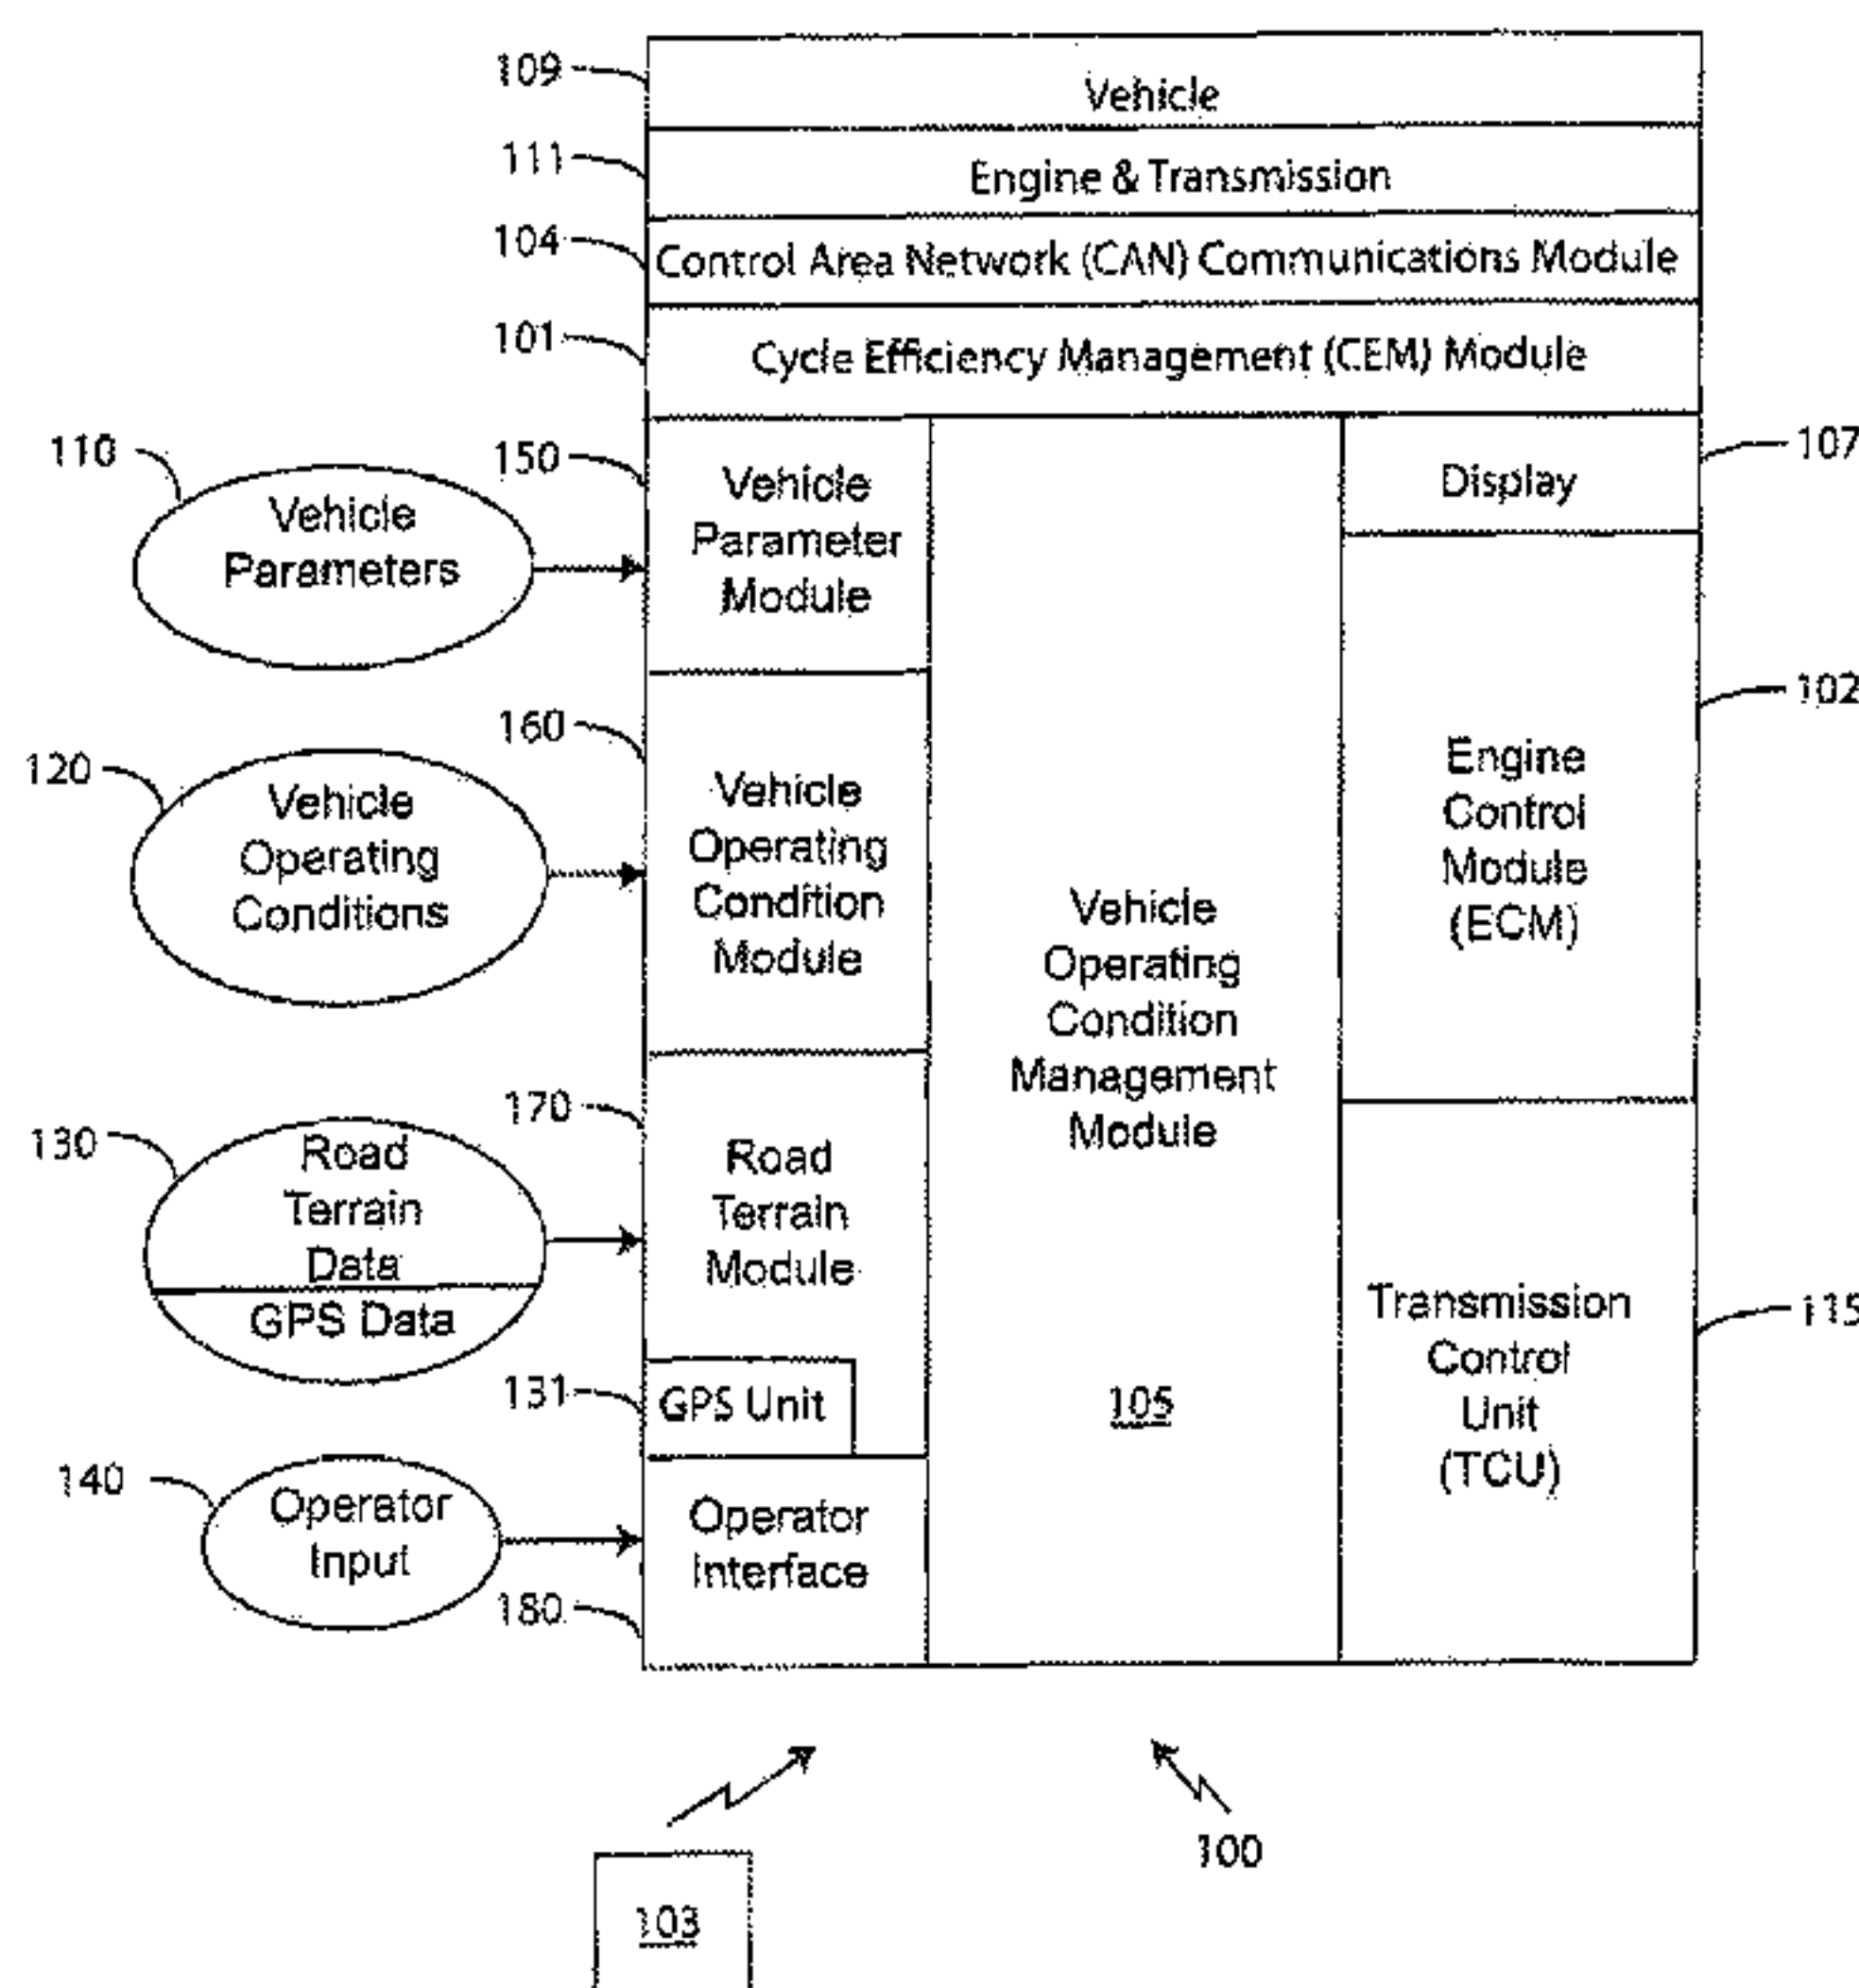 109
Vehicle
111
Engine & Transmission
104
Control Area Network (CAN) Communications Module
101
Cycle Efficiency Management (CEM) Module
110
Vehicle
Parameters
150
Vehicle
Parameter
Module
Display
107
120
Vehicle
Operating
Conditions
160
Vehicle
Operating
Condition
Module
Vehicle
Operating
Condition
Management
Module
105
Engine
Control
Module
(ECM)
102
130
Road
Terrain
Data
GPS Data
170
Road
Terrain
Module
131
GPS Unit
Transmission
Control
Unit
(TCU)
115
140
Operator
Input
Operator
Interface
180
100
103